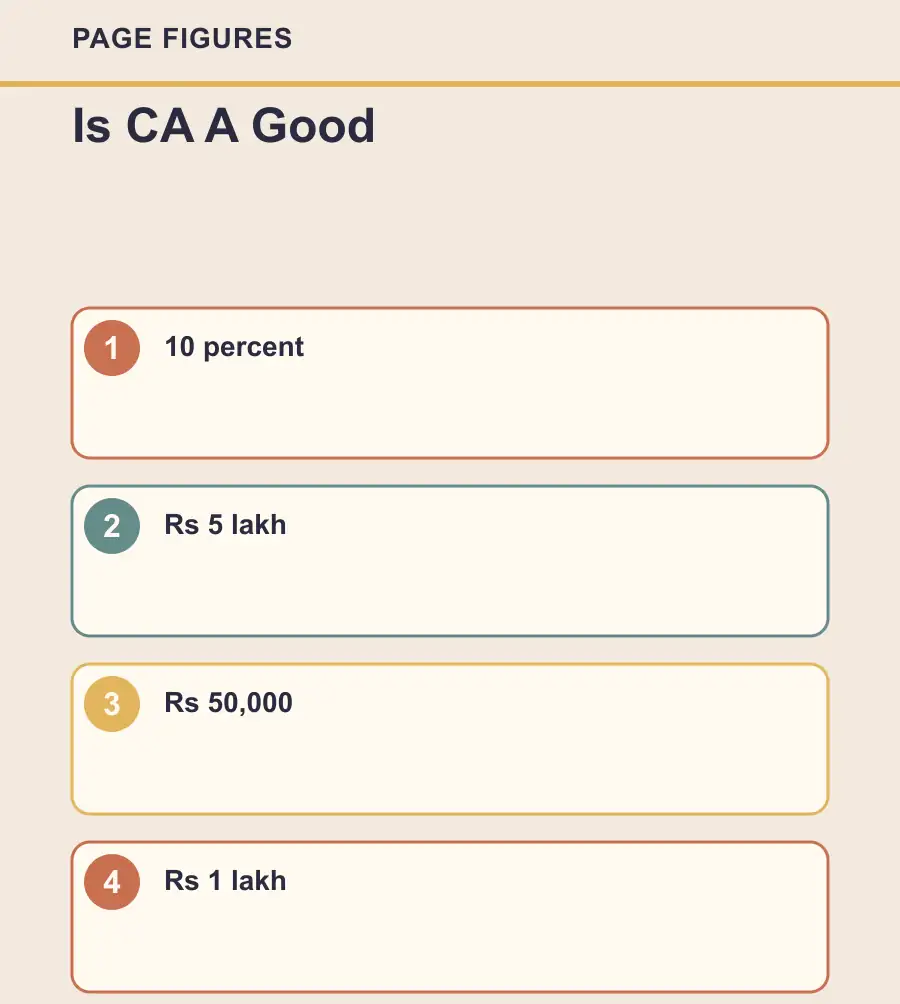 PAGE FIGURES
Is CA A Good
1 10 percent
2 Rs 5 lakh
3 Rs 50,000
4 Rs 1 lakh